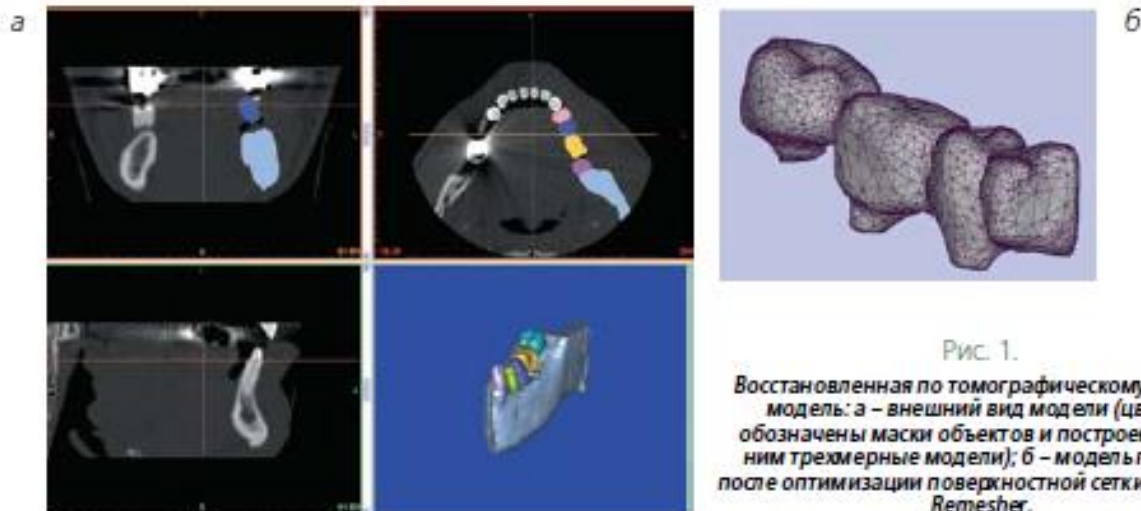 а
б
Рис. 1.
Восстановленная по томографическому
модель: а – внешний вид модели (цв
обозначены маски объектов и построе
ним трехмерные модели); б – модель п
после оптимизации поверхностной сетки
Remesher.